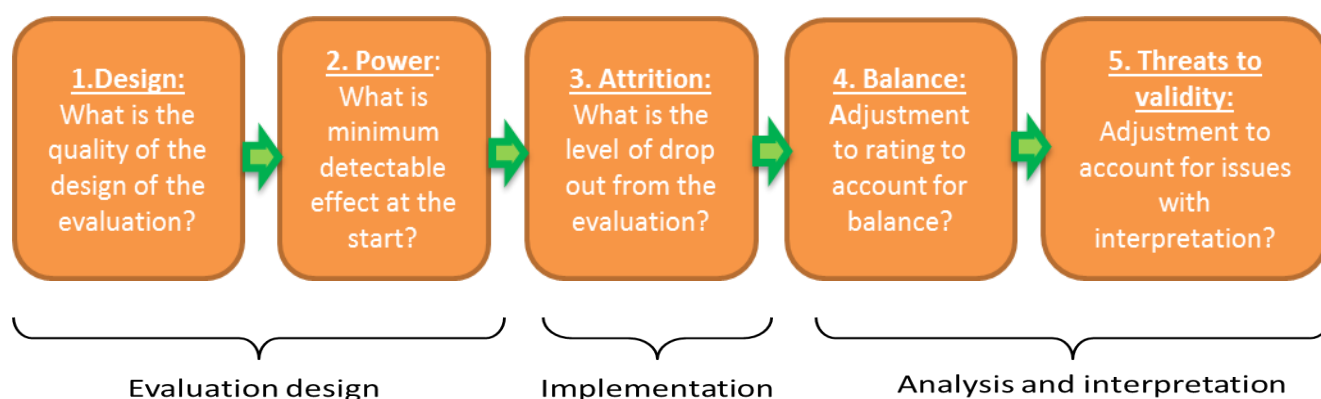 1.Design:
What is the
quality of the
design of the
evaluation?
2. Power:
What is
minimum
detectable
effect at the
start?
3. Attrition:
What is the
level of drop
out from the
evaluation?
4. Balance:
Adjustment
to rating to
account for
balance?
5. Threats to
validity:
Adjustment to
account for issues
with
interpretation?
Evaluation design
Implementation
Analysis and interpretation